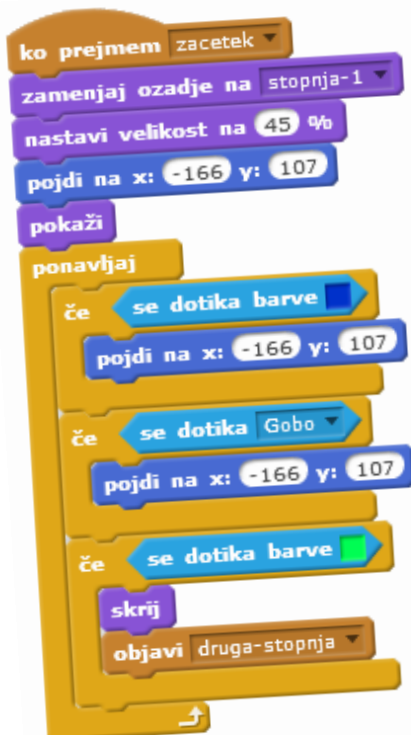 ko prejmem zacetek
zamenjaj ozadje na stopnja-1
nastavi velikost na 45 %
pojdi na x: -166 y: 107
pokaži
ponavljaj
če se dotika barve
pojdi na x: -166 y: 107
če se dotika Gobo
pojdi na x: -166 y: 107
če se dotika barve
skrij
objavi druga-stopnja